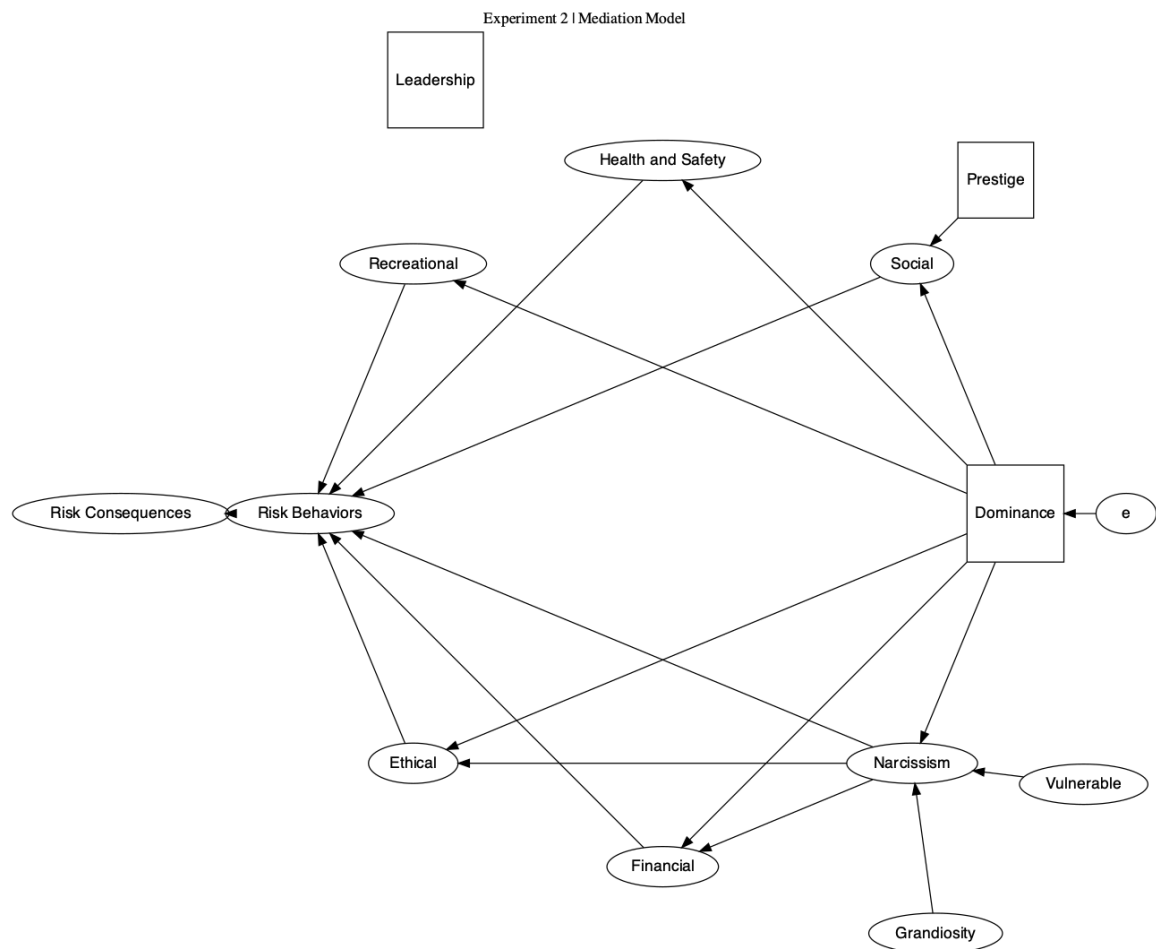 Experiment 2 | Mediation Model
Leadership
Health and Safety
Prestige
Recreational
Social
Risk Consequences
Risk Behaviors
Dominance
e
Ethical
Narcissism
Vulnerable
Financial
Grandiosity